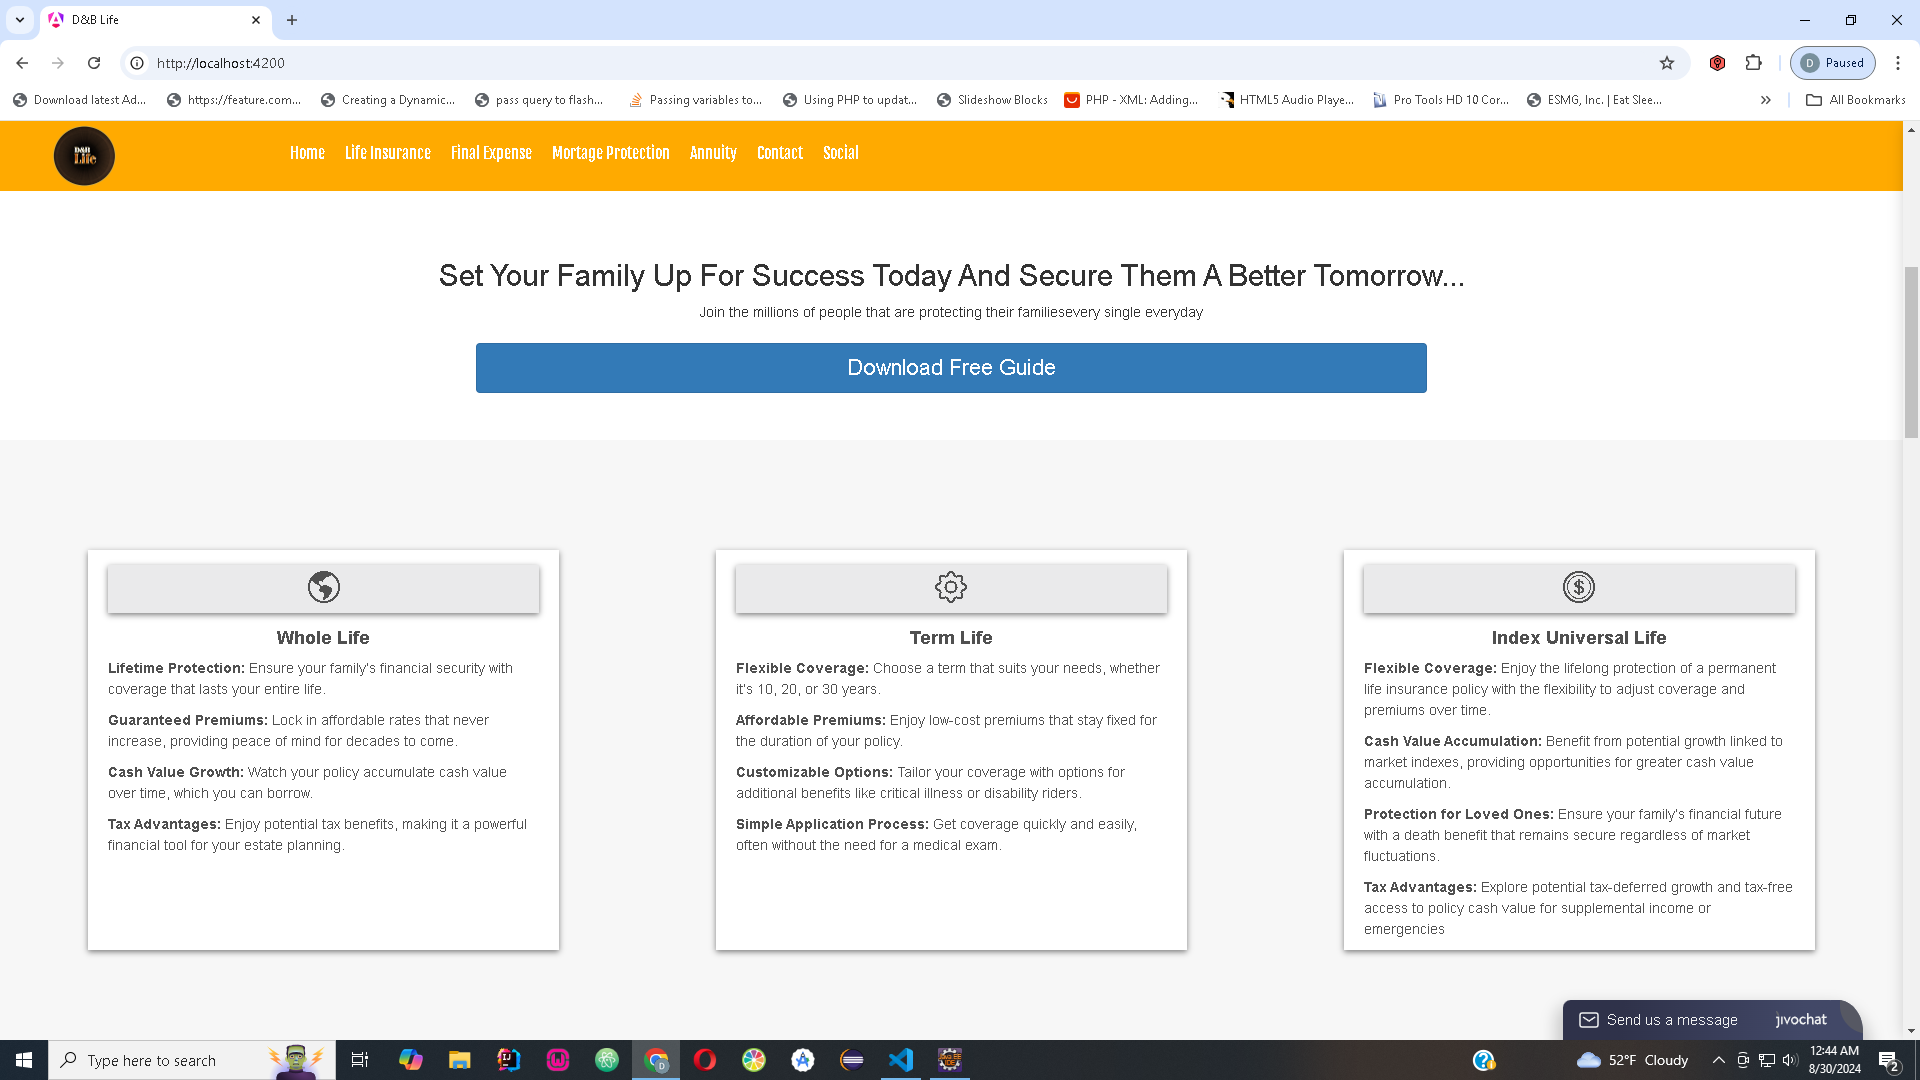 D&B Life
http://localhost:4200
Paused
Download latest Ad...
https://feature.com...
Creating a Dynamic...
pass query to flash...
Passing variables to...
Using PHP to updat...
Slideshow Blocks
PHP - XML: Adding...
HTML5 Audio Playe...
Pro Tools HD 10 Cor...
ESMG, Inc. | Eat Slee...
All Bookmarks
D&B
Life
Home
Life Insurance
Final Expense
Mortage Protection
Annuity
Contact
Social
Set Your Family Up For Success Today And Secure Them A Better Tomorrow...
Join the millions of people that are protecting their familiesevery single everyday
Download Free Guide
Whole Life
Lifetime Protection: Ensure your family's financial security with
coverage that lasts your entire life.
Guaranteed Premiums: Lock in affordable rates that never
increase, providing peace of mind for decades to come.
Cash Value Growth: Watch your policy accumulate cash value
over time, which you can borrow.
Tax Advantages: Enjoy potential tax benefits, making it a powerful
financial tool for your estate planning.
Term Life
Flexible Coverage: Choose a term that suits your needs, whether
it's 10, 20, or 30 years.
Affordable Premiums: Enjoy low-cost premiums that stay fixed for
the duration of your policy.
Customizable Options: Tailor your coverage with options for
additional benefits like critical illness or disability riders.
Simple Application Process: Get coverage quickly and easily,
often without the need for a medical exam.
Index Universal Life
Flexible Coverage: Enjoy the lifelong protection of a permanent
life insurance policy with the flexibility to adjust coverage and
premiums over time.
Cash Value Accumulation: Benefit from potential growth linked to
market indexes, providing opportunities for greater cash value
accumulation.
Protection for Loved Ones: Ensure your family's financial future
with a death benefit that remains secure regardless of market
fluctuations.
Tax Advantages: Explore potential tax-deferred growth and tax-free
access to policy cash value for supplemental income or
emergencies
Send us a message
jivochat
Type here to search
52°F Cloudy
12:44 AM
8/30/2024
2